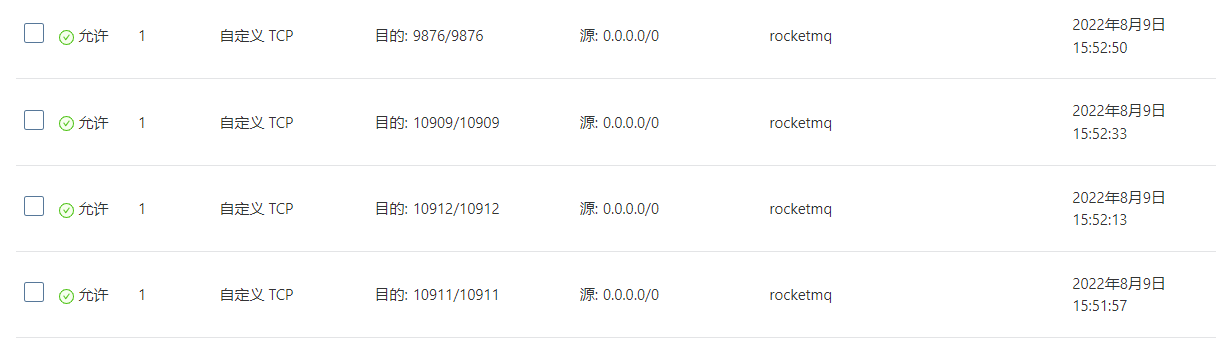 允许 1 自定义 TCP 目的: 9876/9876 源: 0.0.0.0/0 rocketmq 2022年8月9日
15:52:50
允许 1 自定义 TCP 目的: 10909/10909 源: 0.0.0.0/0 rocketmq 2022年8月9日
15:52:33
允许 1 自定义 TCP 目的: 10912/10912 源: 0.0.0.0/0 rocketmq 2022年8月9日
15:52:13
允许 1 自定义 TCP 目的: 10911/10911 源: 0.0.0.0/0 rocketmq 2022年8月9日
15:51:57